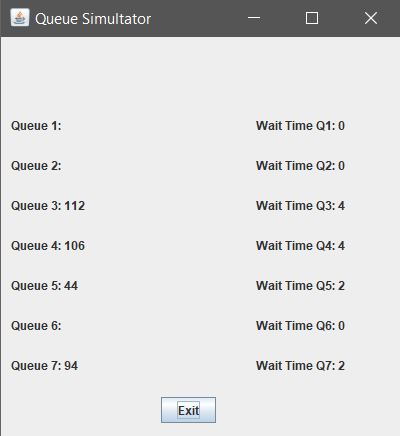 Queue Simultator
Queue 1: Wait Time Q1: 0
Queue 2: Wait Time Q2: 0
Queue 3: 112 Wait Time Q3: 4
Queue 4: 106 Wait Time Q4: 4
Queue 5: 44 Wait Time Q5: 2
Queue 6: Wait Time Q6: 0
Queue 7: 94 Wait Time Q7: 2
Exit